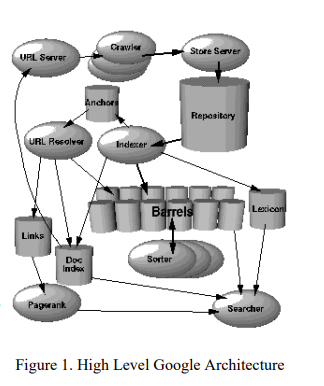 Crawler
URL Server
Store Server
Anchors
Repository
URL Resolver
Indexer
Barrels
Lexicon
Links
Doc
Index
Sorter
Pagerank
Searcher
Figure 1. High Level Google Architecture